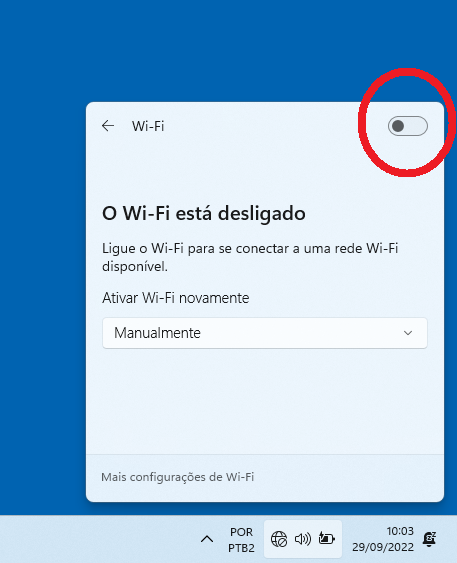 Wi-Fi
O Wi-Fi está desligado
Ligue o Wi-Fi para se conectar a uma rede Wi-Fi
disponível.
Ativar Wi-Fi novamente
Manualmente
Mais configurações de Wi-Fi
POR
PTB2
10:03
29/09/2022